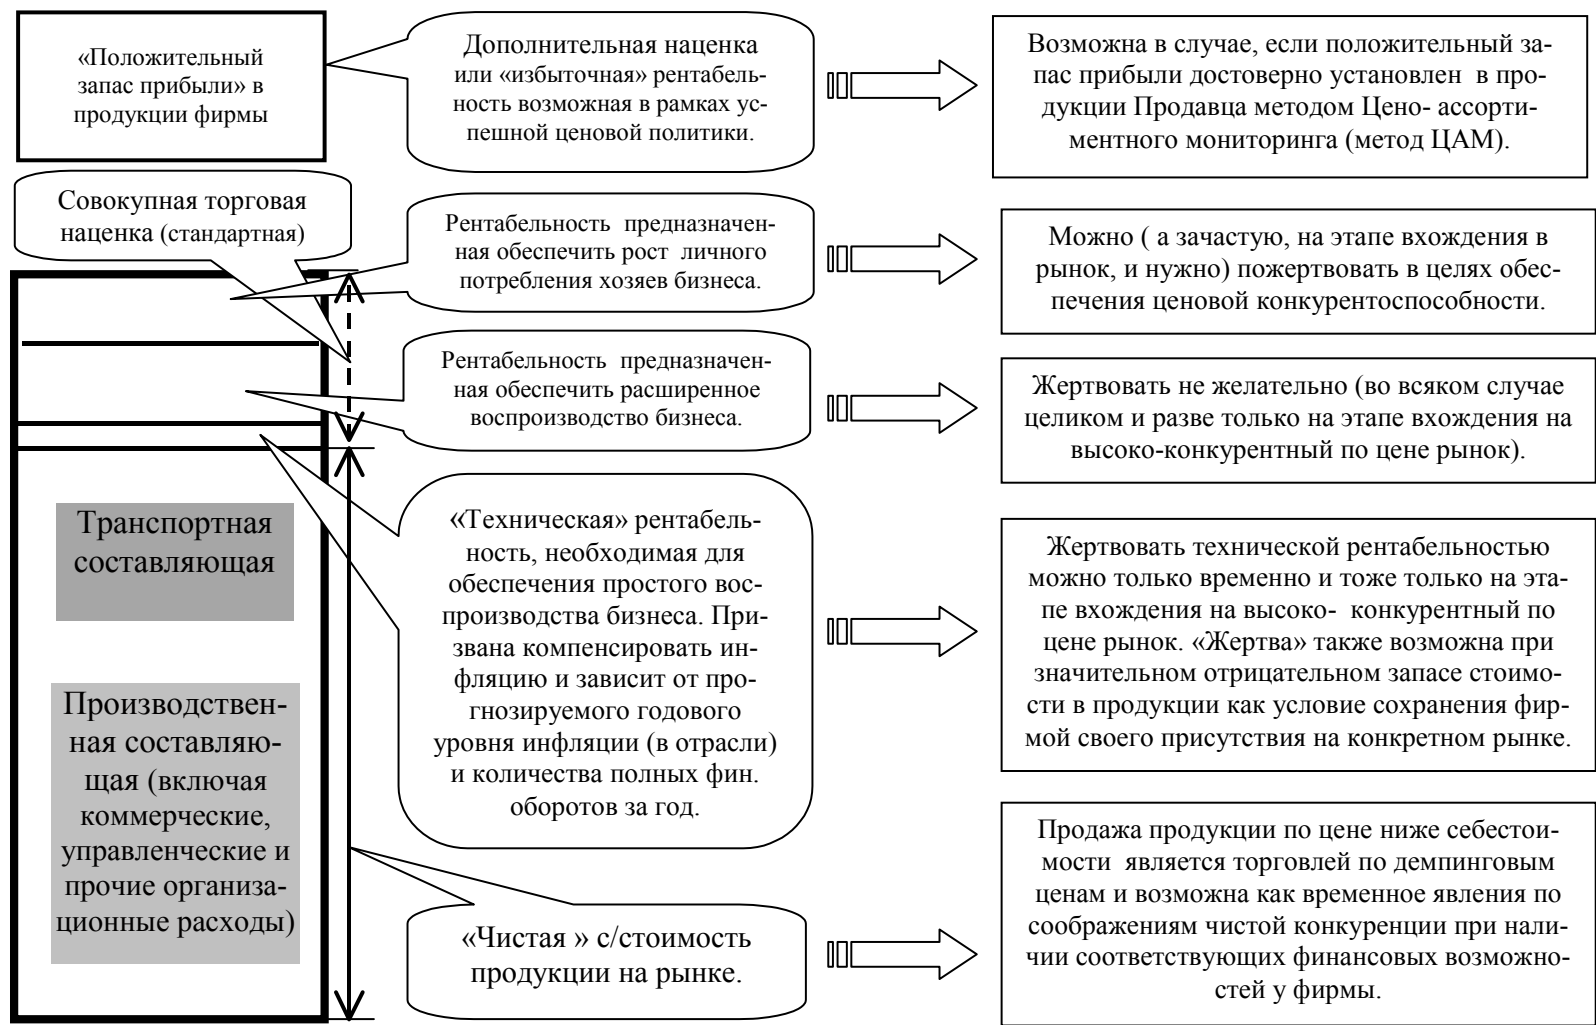 «Положительный
запас прибыли» в
продукции фирмы
Дополнительная наценка
или «избыточная» рентабель-
ность возможная в рамках ус-
пешной ценовой политики.
Возможна в случае, если положительный за-
пас прибыли достоверно установлен в про-
дукции Продавца методом Цено- ассорти-
ментного мониторинга (метод ЦАМ).
Совокупная торговая
наценка (стандартная)
Рентабельность предназначен-
ная обеспечить рост личного
потребления хозяев бизнеса.
Можно ( а зачастую, на этапе вхождения в
рынок, и нужно) пожертвовать в целях обес-
печения ценовой конкурентоспособности.
Рентабельность предназначен-
ная обеспечить расширенное
воспроизводство бизнеса.
Жертвовать не желательно (во всяком случае
целиком и разве только на этапе вхождения на
высоко-конкурентный по цене рынок).
Транспортная
составляющая
«Техническая» рентабель-
ность, необходимая для
обеспечения простого вос-
производства бизнеса. При-
звана компенсировать ин-
фляцию и зависит от про-
гнозируемого годового
уровня инфляции (в отрасли)
и количества полных фин.
оборотов за год.
Жертвовать технической рентабельностью
можно только временно и тоже только на эта-
пе вхождения на высоко- конкурентный по
цене рынок. «Жертва» также возможна при
значительном отрицательном запасе стоимо-
сти в продукции как условие сохранения фир-
мой своего присутствия на конкретном рынке.
Производствен-
ная составляю-
щая (включая
коммерческие,
управленческие и
прочие организа-
ционные расходы)
«Чистая » с/стоимость
продукции на рынке.
Продажа продукции по цене ниже себестои-
мости является торговлей по демпинговым
ценам и возможна как временное явления по
соображениям чистой конкуренции при нали-
чии соответствующих финансовых возможно-
стей у фирмы.